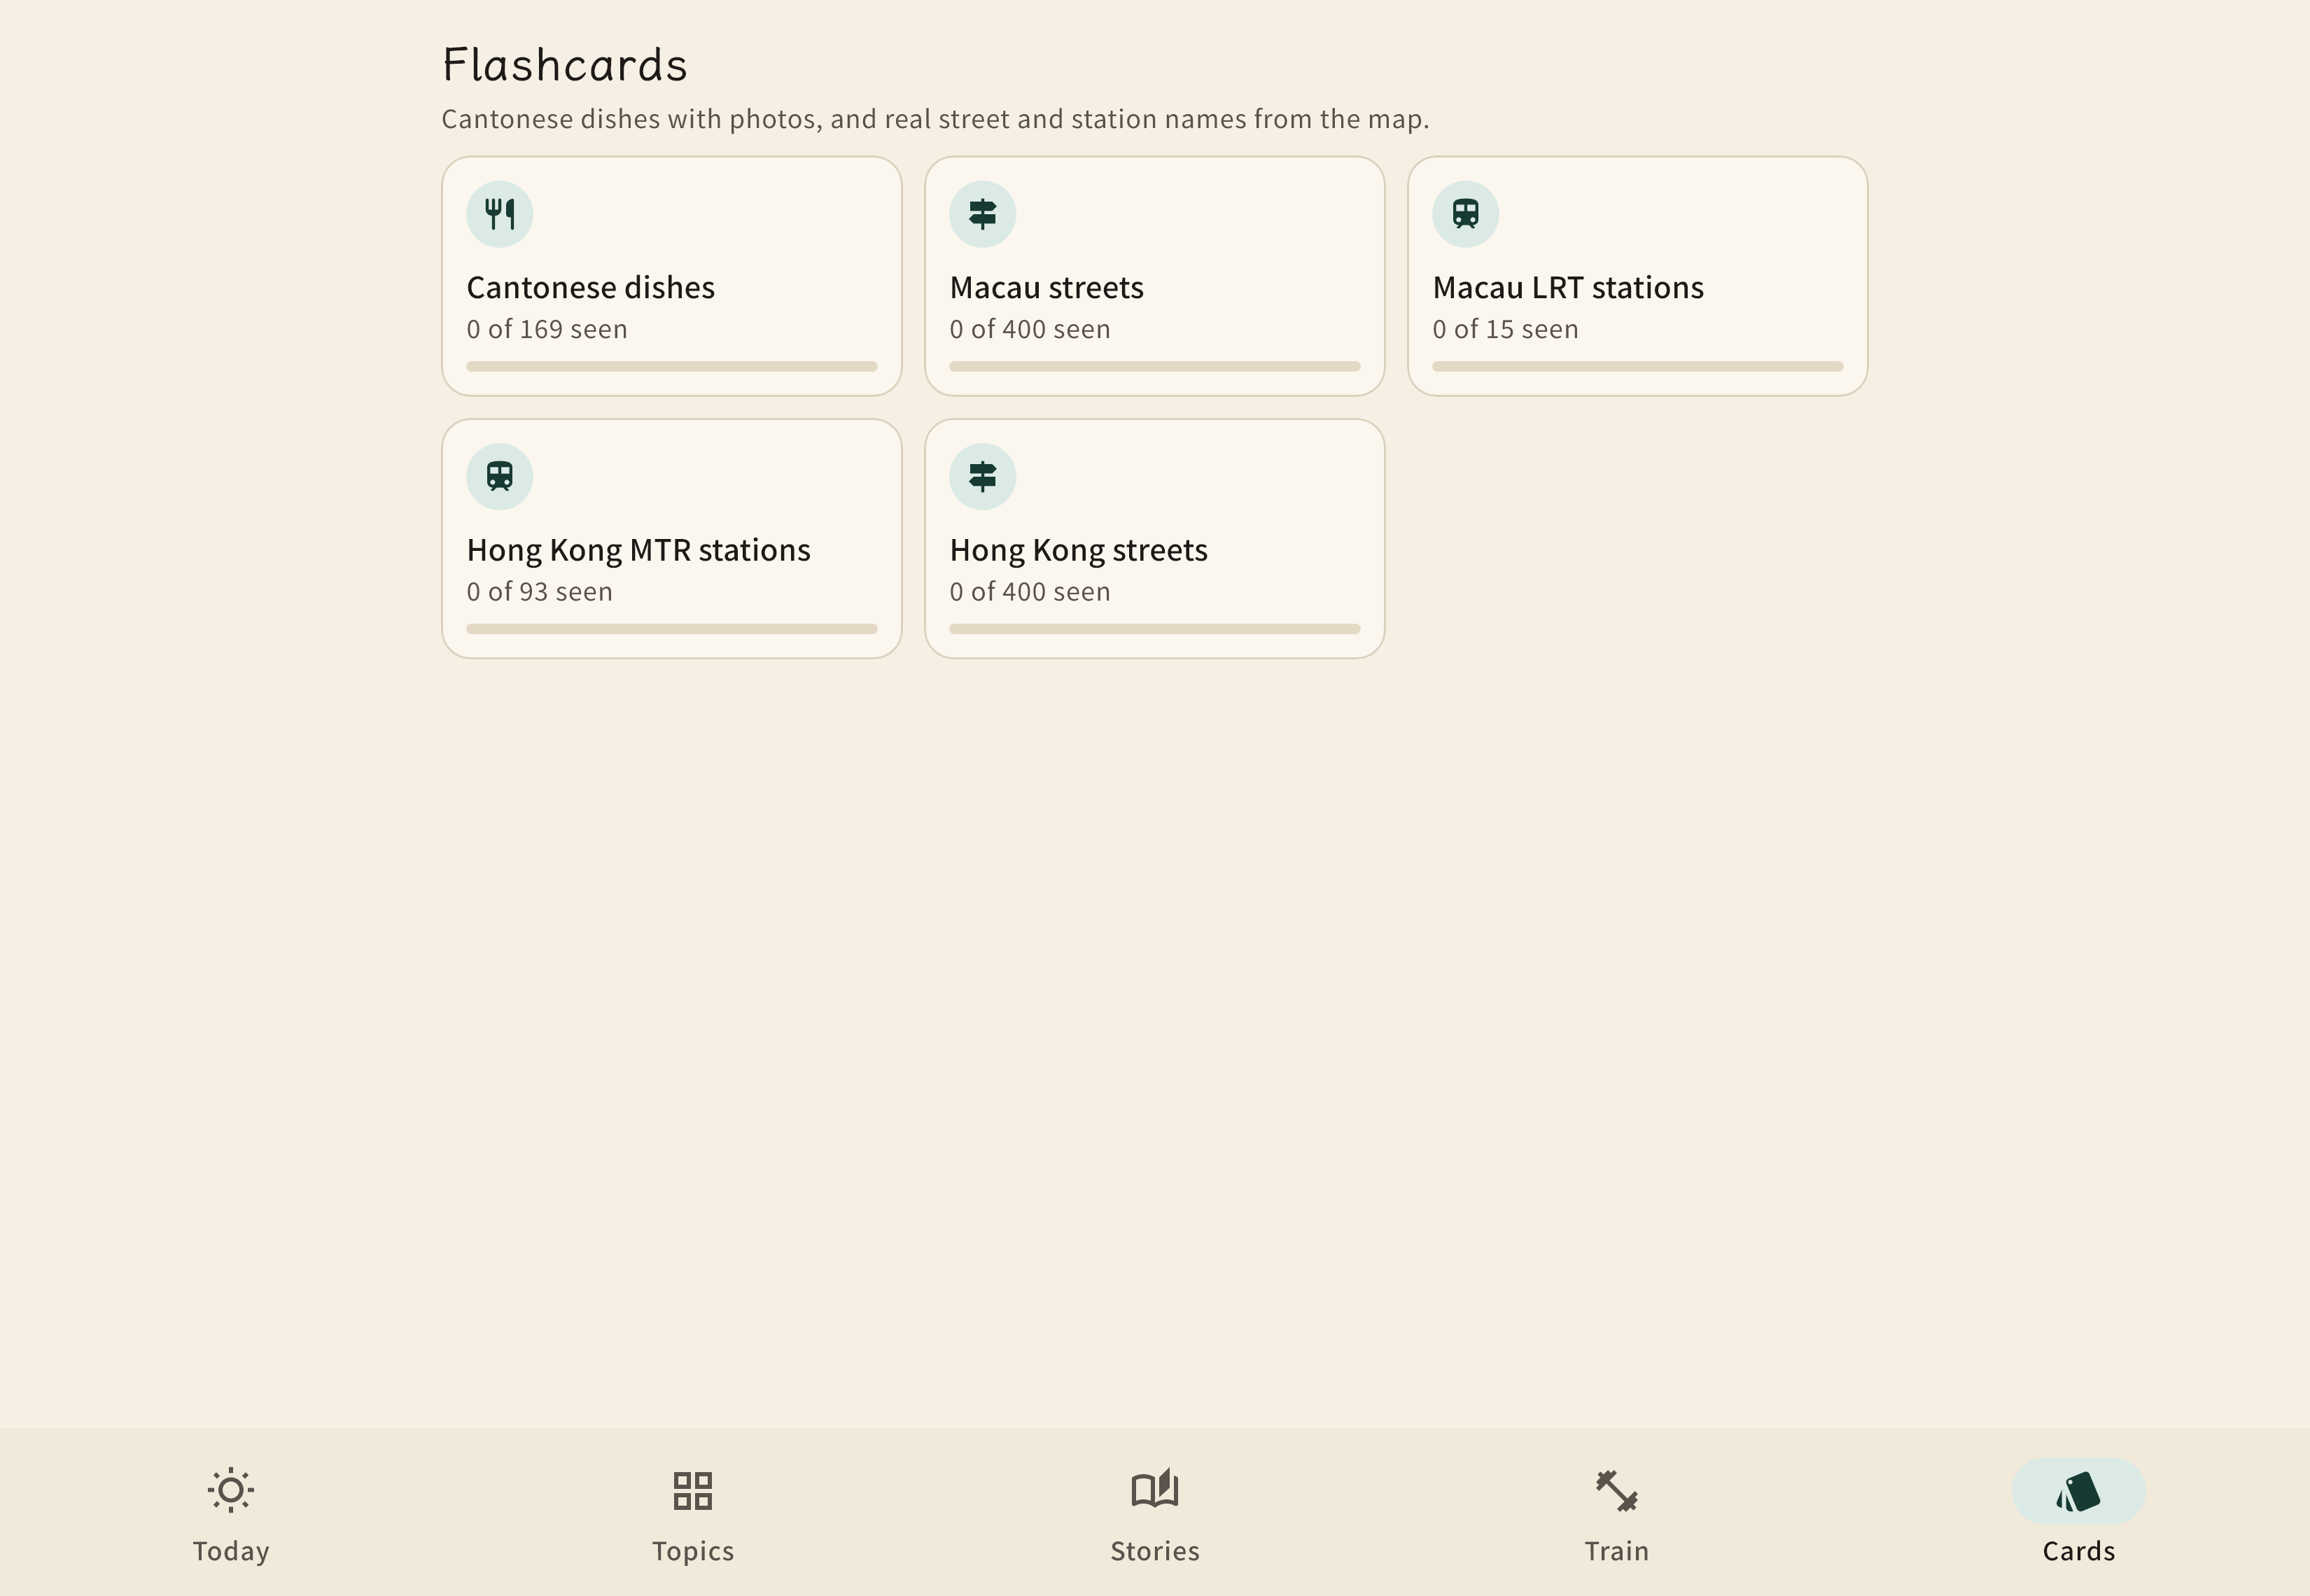 Flashcards
Cantonese dishes with photos, and real street and station names from the map.
Cantonese dishes
0 of 169 seen
Macau streets
0 of 400 seen
Macau LRT stations
0 of 15 seen
Hong Kong MTR stations
0 of 93 seen
Hong Kong streets
0 of 400 seen
Today
Topics
Stories
Train
Cards